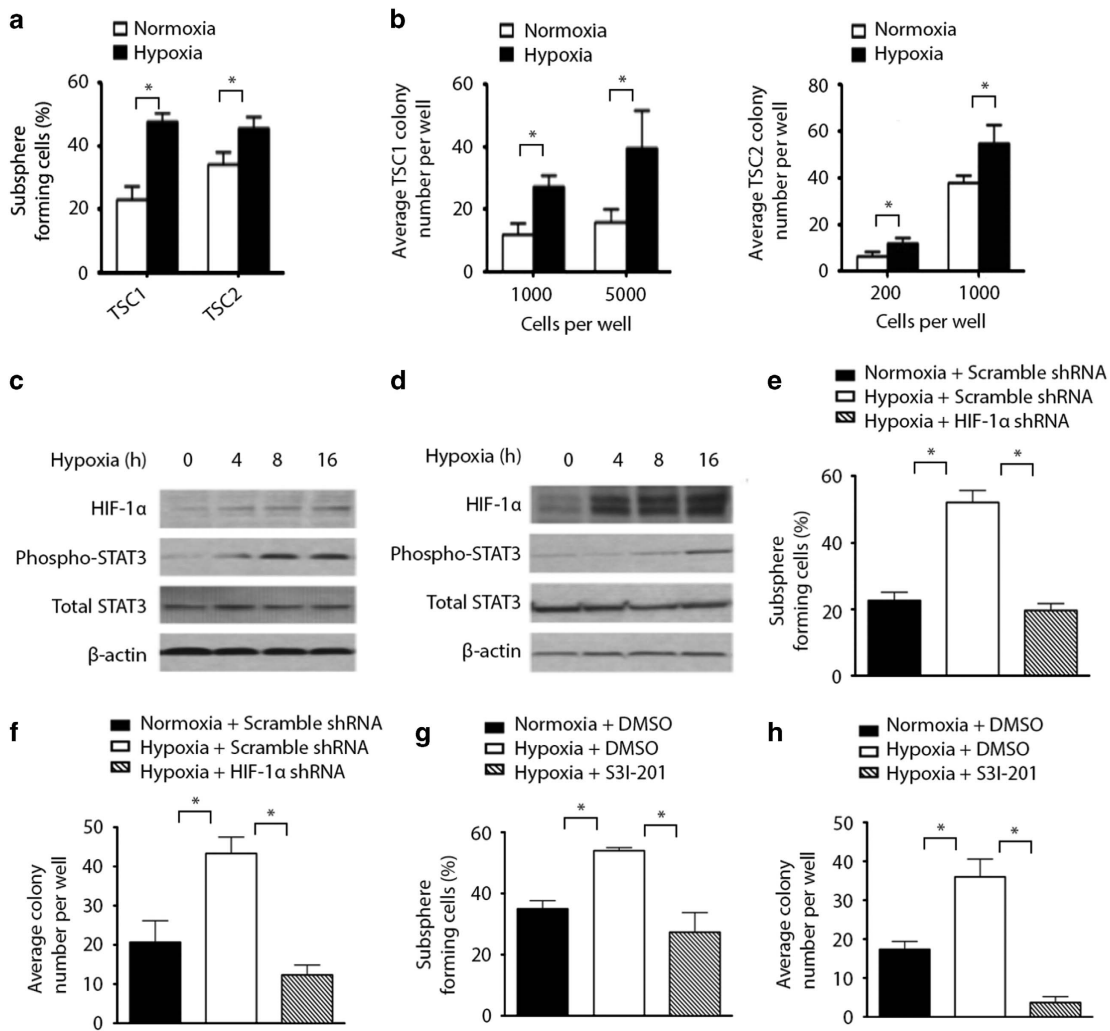 a
Normoxia
Hypoxia
Subsphere
forming cells (%)
60
40
20
0
*
*
TSC1
TSC2
b
Normoxia
Hypoxia
Average TSC1 colony
number per well
60
40
20
0
*
*
1000
5000
Cells per well
Normoxia
Hypoxia
Average TSC2 colony
number per well
80
60
40
20
0
*
*
200
1000
Cells per well
c
Hypoxia (h) 0 4 8 16
HIF-1α
Phospho-STAT3
Total STAT3
β-actin
d
Hypoxia (h) 0 4 8 16
HIF-1α
Phospho-STAT3
Total STAT3
β-actin
e
Normoxia + Scramble shRNA
Hypoxia + Scramble shRNA
Hypoxia + HIF-1α shRNA
Subsphere
forming cells (%)
60
40
20
0
*
*
f
Normoxia + Scramble shRNA
Hypoxia + Scramble shRNA
Hypoxia + HIF-1α shRNA
Average colony
number per well
50
40
30
20
10
0
*
*
g
Normoxia + DMSO
Hypoxia + DMSO
Hypoxia + S3I-201
Subsphere
forming cells (%)
60
40
20
0
*
*
h
Normoxia + DMSO
Hypoxia + DMSO
Hypoxia + S3I-201
Average colony
number per well
50
40
30
20
10
0
*
*